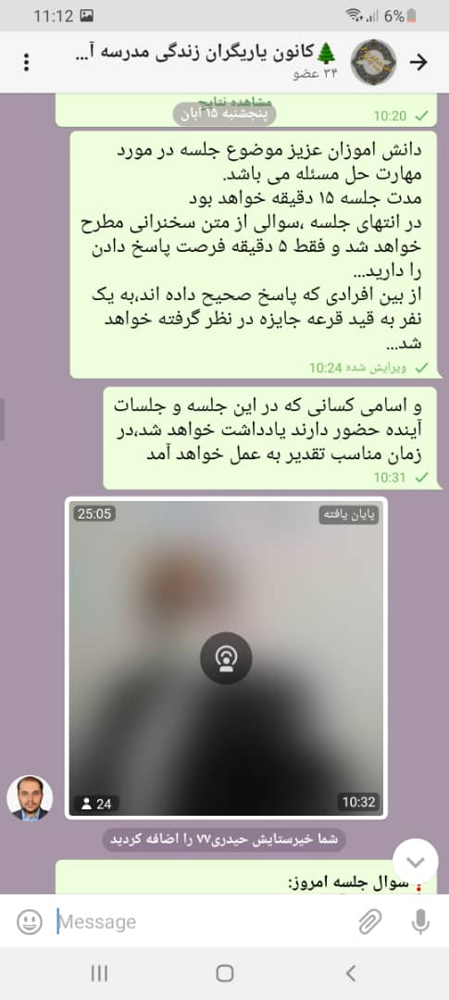 11:12
6%
🌲کانون یاریگران زندگی مدرسه آ...
۳۴ عضو
مشاهده نتایج
پنجشنبه ۱۵ آبان
10:20
دانش اموزان عزیز موضوع جلسه در مورد
مهارت حل مسئله می باشد.
مدت جلسه ۱۵ دقیقه خواهد بود
در انتهای جلسه ،سوالی از متن سخنرانی مطرح
خواهد شد و فقط ۵ دقیقه فرصت پاسخ دادن
را دارید...
از بین افرادی که پاسخ صحیح داده اند،به یک
نفر به قید قرعه جایزه در نظر گرفته خواهد
شد...
ویرایش شده 10:24
و اسامی کسانی که در این جلسه و جلسات
آینده حضور دارند یادداشت خواهد شد،در
زمان مناسب تقدیر به عمل خواهد آمد
10:31
25:05
پایان یافته
24
10:32
شما خیرستایش حیدری۷۷ را اضافه کردید
❗سوال جلسه امروز:
Message